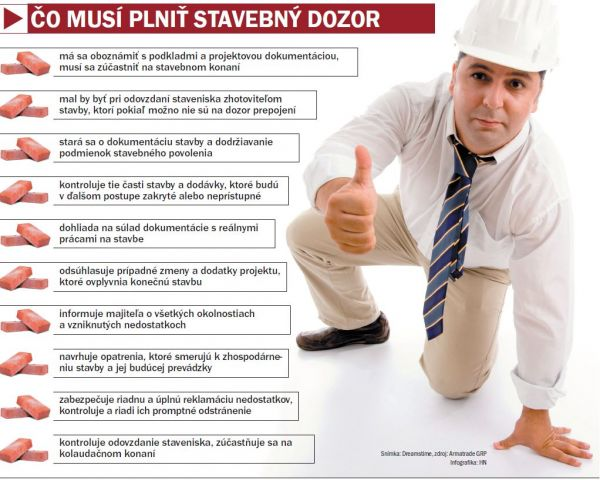 ČO MUSÍ PLNIŤ STAVEBNÝ DOZOR
má sa oboznámiť s podkladmi a projektovou dokumentáciou,
musí sa zúčastniť na stavebnom konaní
mal by byť pri odovzdaní staveniska zhotoviteľom
stavby, ktorí pokiaľ možno nie sú na dozor prepojení
stará sa o dokumentáciu stavby a dodržiavanie
podmienok stavebného povolenia
kontroluje tie časti stavby a dodávky, ktoré budú
v ďalšom postupe zakryté alebo neprístupné
dohliada na súlad dokumentácie s reálnymi
prácami na stavbe
odsúhlasuje prípadné zmeny a dodatky projektu,
ktoré ovplyvnia konečnú stavbu
informuje majiteľa o všetkých okolnostiach
a vzniknutých nedostatkoch
navrhuje opatrenia, ktoré smerujú k zhospodárne-
niu stavby a jej budúcej prevádzky
zabezpečuje riadnu a úplnú reklamáciu nedostatkov,
kontroluje a riadi ich promptné odstránenie
kontroluje odovzdanie staveniska, zúčastňuje sa na
kolaudačnom konaní
Snímka: Dreamstime, zdroj: Armatrade GRP
Infografika: HN